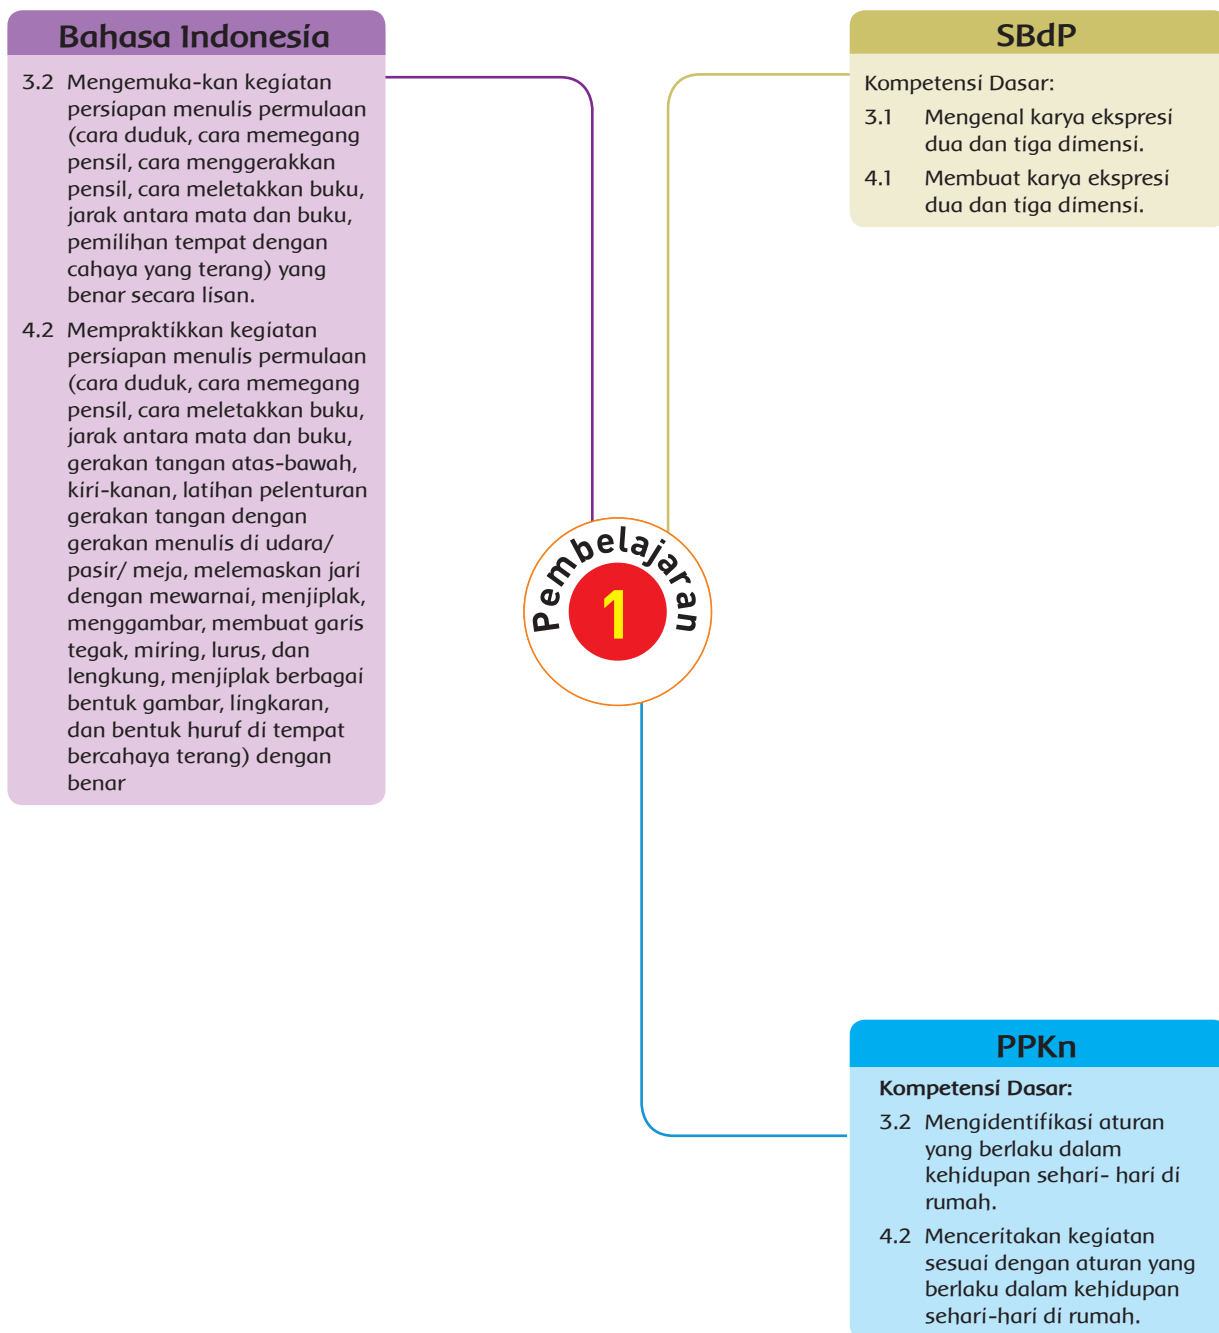 Bahasa Indonesia
3.2 Mengemuka-kan kegiatan
persiapan menulis permulaan
(cara duduk, cara memegang
pensil, cara menggerakkan
pensil, cara meletakkan buku,
jarak antara mata dan buku,
pemilihan tempat dengan
cahaya yang terang) yang
benar secara lisan.
4.2 Mempraktikkan kegiatan
persiapan menulis permulaan
(cara duduk, cara memegang
pensil, cara meletakkan buku,
jarak antara mata dan buku,
gerakan tangan atas-bawah,
kiri-kanan, latihan pelenturan
gerakan tangan dengan
gerakan menulis di udara/
pasir/ meja, melemaskan jari
dengan mewarnai, menjiplak,
menggambar, membuat garis
tegak, miring, lurus, dan
lengkung, menjiplak berbagai
bentuk gambar, lingkaran,
dan bentuk huruf di tempat
bercahaya terang) dengan
benar
SBdP
Kompetensi Dasar:
3.1 Mengenal karya ekspresi
dua dan tiga dimensi.
4.1 Membuat karya ekspresi
dua dan tiga dimensi.
Pembelajaran
1
PPKn
Kompetensi Dasar:
3.2 Mengidentifikasi aturan
yang berlaku dalam
kehidupan sehari- hari di
rumah.
4.2 Menceritakan kegiatan
sesuai dengan aturan yang
berlaku dalam kehidupan
sehari-hari di rumah.